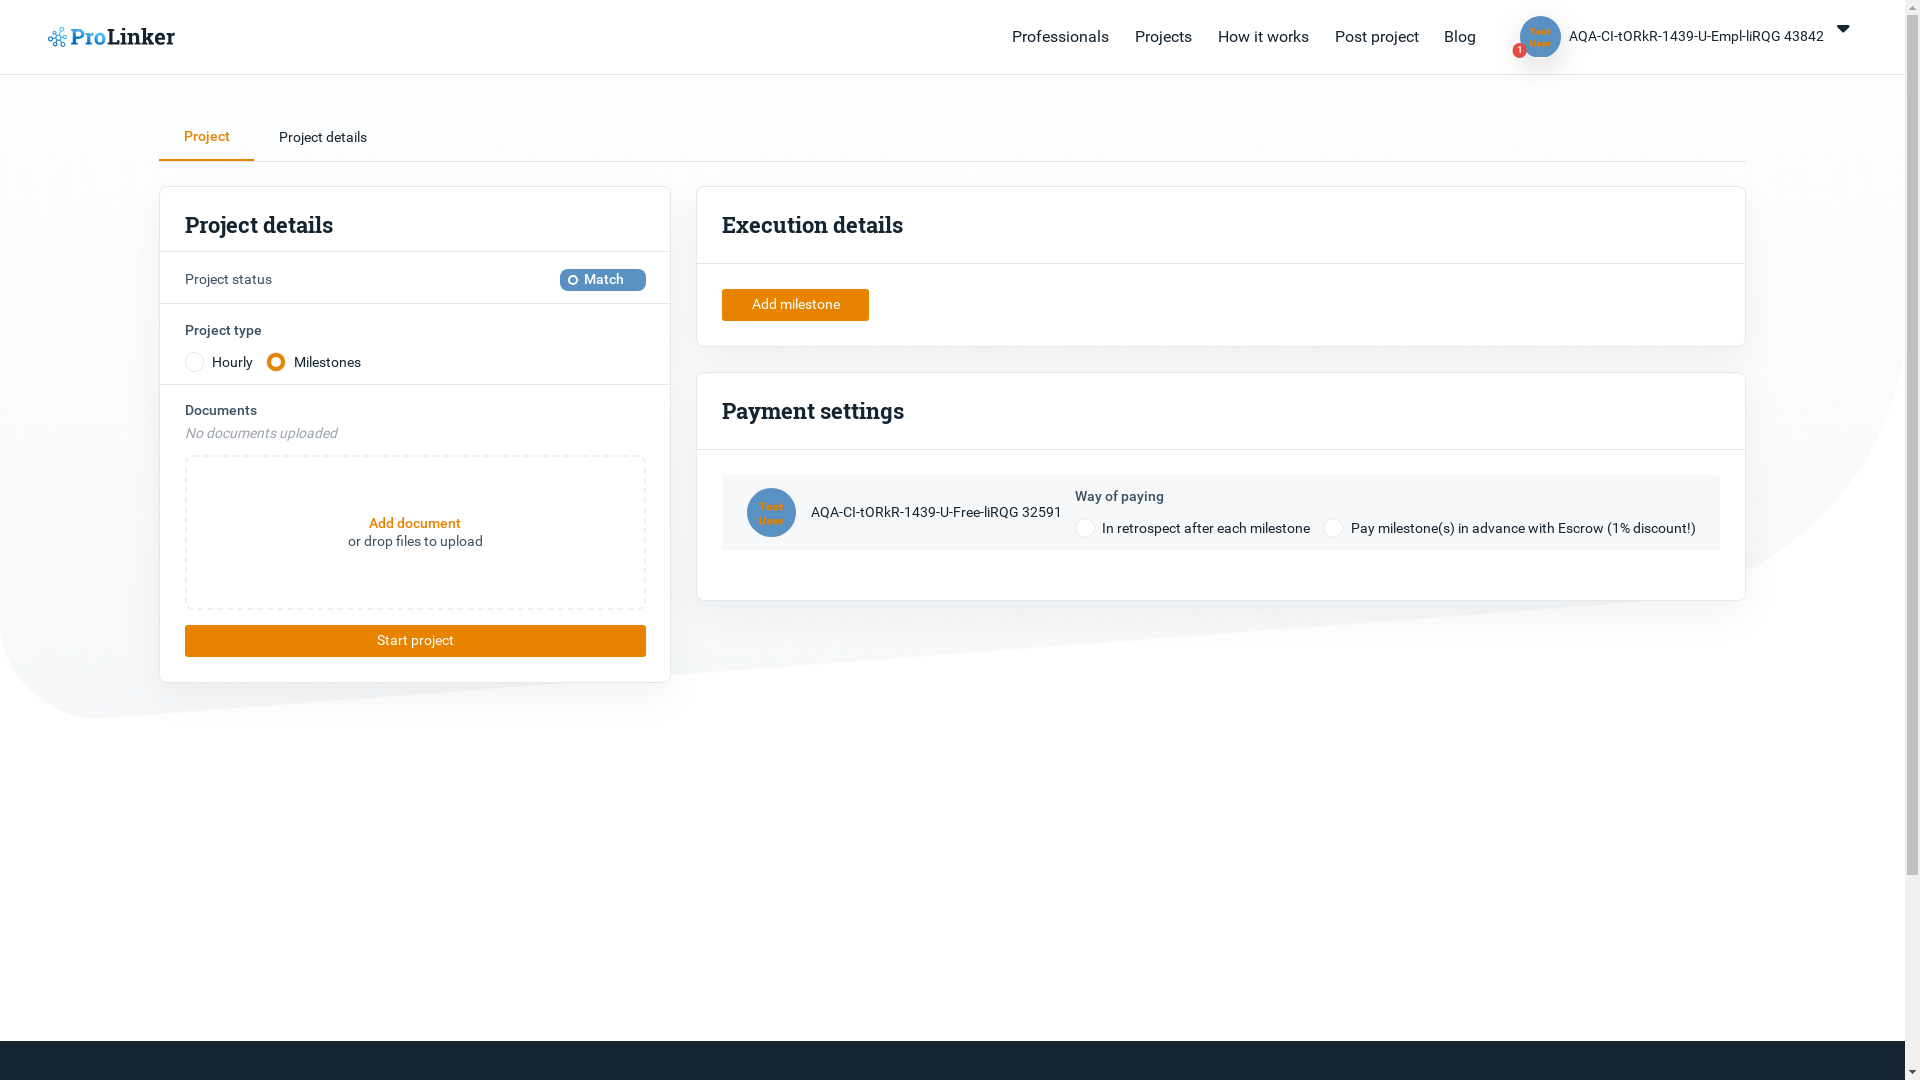 ProLinker
Professionals
Projects
How it works
Post project
Blog
Test
User
1
AQA-CI-tORkR-1439-U-Empl-liRQG 43842
Project
Project details
Project details
Project status
Match
Project type
Hourly
Milestones
Documents
No documents uploaded
Add document
or drop files to upload
Start project
Execution details
Add milestone
Payment settings
Test
User
AQA-CI-tORkR-1439-U-Free-liRQG 32591
Way of paying
In retrospect after each milestone
Pay milestone(s) in advance with Escrow (1% discount!)